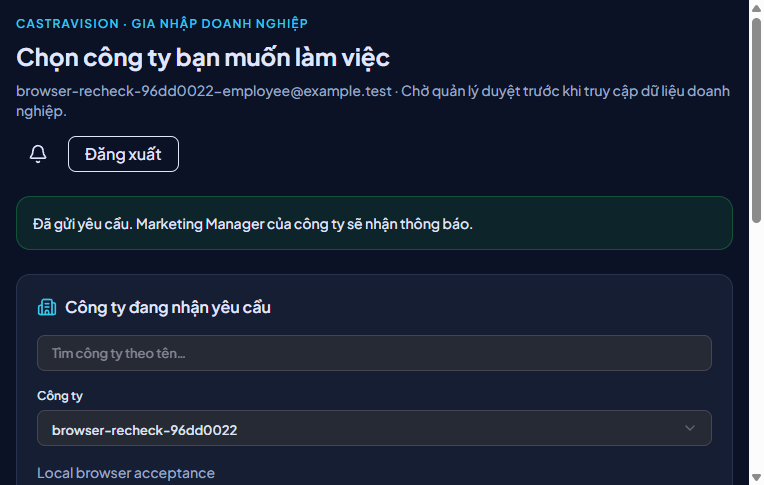 CASTRAVISION · GIA NHẬP DOANH NGHIỆP
Chọn công ty bạn muốn làm việc
browser-recheck-96dd0022-employee@example.test · Chờ quản lý duyệt trước khi truy cập dữ liệu doanh
nghiệp.
Đăng xuất
Đã gửi yêu cầu. Marketing Manager của công ty sẽ nhận thông báo.
Công ty đang nhận yêu cầu
Tìm công ty theo tên...
Công ty
browser-recheck-96dd0022
Local browser acceptance